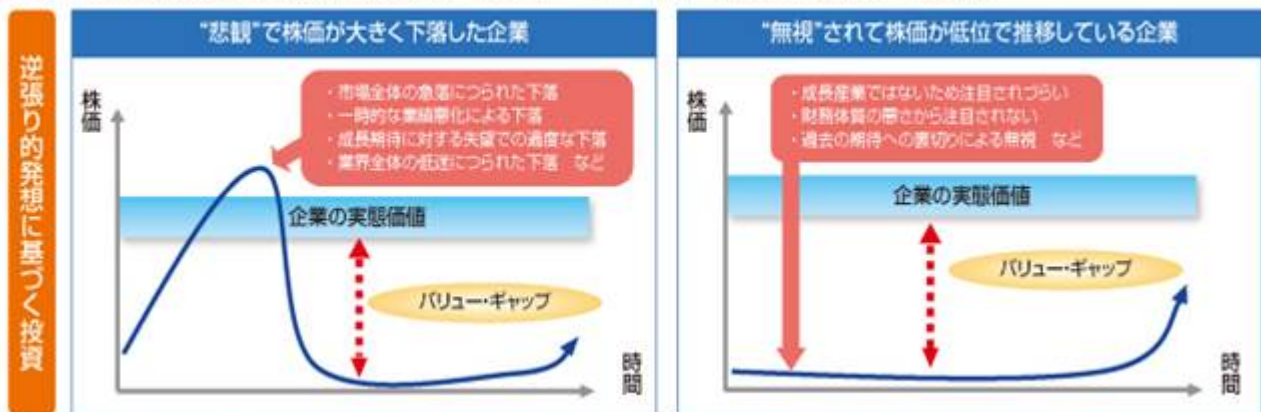 逆張り的発想に基づく投資
“悲観”で株価が大きく下落した企業
株価
・市場全体の急落につられた下落
・一時的な業績悪化による下落
・成長期待に対する失望での過度な下落
・業界全体の低迷につられた下落 など
企業の実態価値
バリュー・ギャップ
時間
“無視”されて株価が低位で推移している企業
株価
・成長産業ではないため注目されづらい
・財務体質の悪さから注目されない
・過去の期待への裏切りによる無視 など
企業の実態価値
バリュー・ギャップ
時間